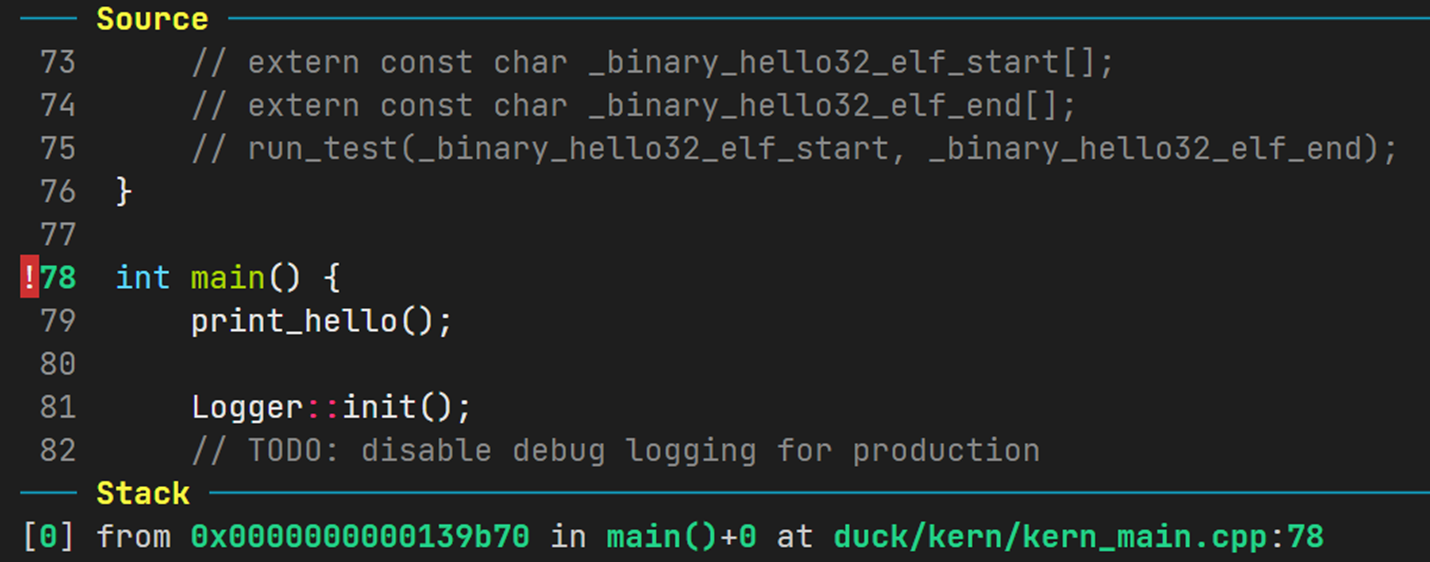 Source
73 // extern const char _binary_hello32_elf_start[];
74 // extern const char _binary_hello32_elf_end[];
75 // run_test(_binary_hello32_elf_start, _binary_hello32_elf_end);
76 }
77
!78 int main() {
79 print_hello();
80
81 Logger::init();
82 // TODO: disable debug logging for production
Stack
[0] from 0x0000000000139b70 in main()+0 at duck/kern/kern_main.cpp:78